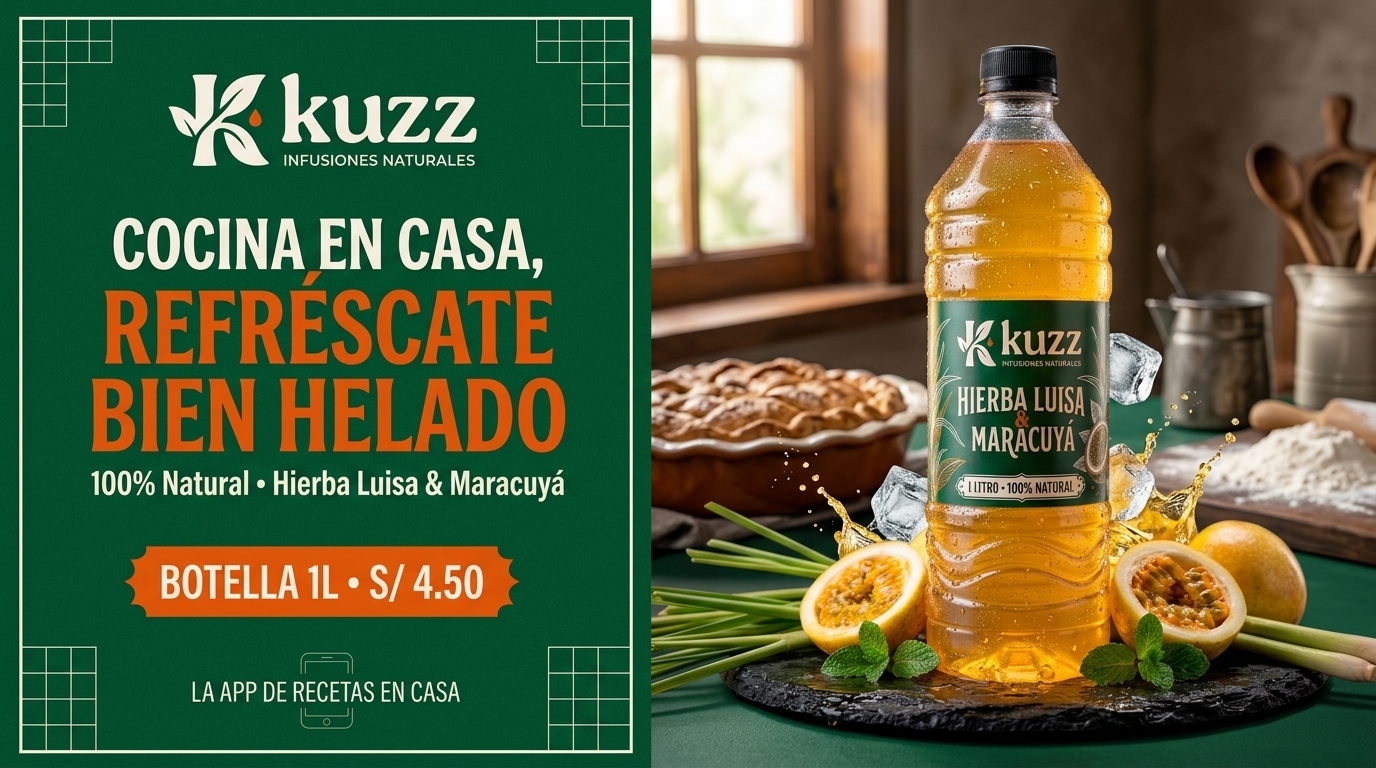 kuzz
INFUSIONES NATURALES
COCINA EN CASA,
REFRÉSCATE
BIEN HELADO
100% Natural • Hierba Luisa & Maracuyá
BOTELLA 1L • S/ 4.50
LA APP DE RECETAS EN CASA
kuzz
INFUSIONES NATURALES
HIERBA LUISA
&
MARACUYÁ
1 LITRO • 100% NATURAL